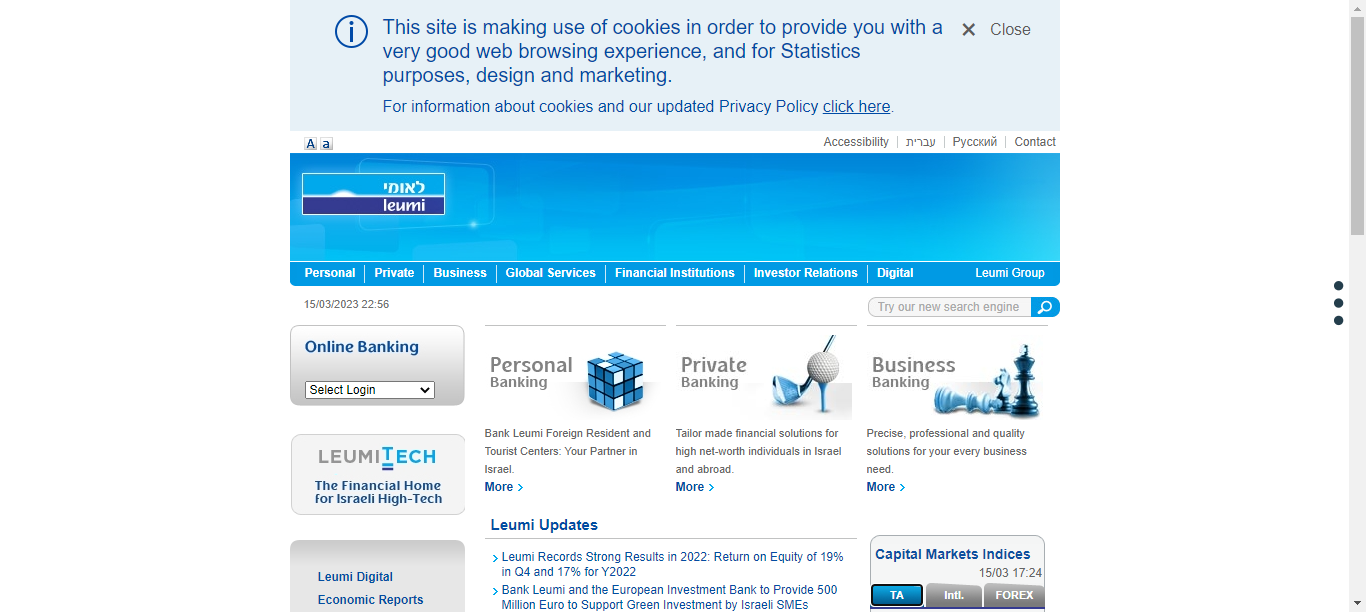 This site is making use of cookies in order to provide you with a
very good web browsing experience, and for Statistics
purposes, design and marketing.
Close
For information about cookies and our updated Privacy Policy click here.
A a
Accessibility
עברית
Русский
Contact
לאומי
leumi
Personal
Private
Business
Global Services
Financial Institutions
Investor Relations
Digital
Leumi Group
15/03/2023 22:56
Try our new search engine
Online Banking
Select Login
LEUMITECH
The Financial Home
for Israeli High-Tech
Leumi Digital
Economic Reports
Personal
Banking
Bank Leumi Foreign Resident and
Tourist Centers: Your Partner in
Israel.
More
Private
Banking
Tailor made financial solutions for
high net-worth individuals in Israel
and abroad.
More
Business
Banking
Precise, professional and quality
solutions for your every business
need.
More
Leumi Updates
Leumi Records Strong Results in 2022: Return on Equity of 19%
in Q4 and 17% for Y2022
Bank Leumi and the European Investment Bank to Provide 500
Million Euro to Support Green Investment by Israeli SMEs
Capital Markets Indices
15/03 17:24
TA
Intl.
FOREX